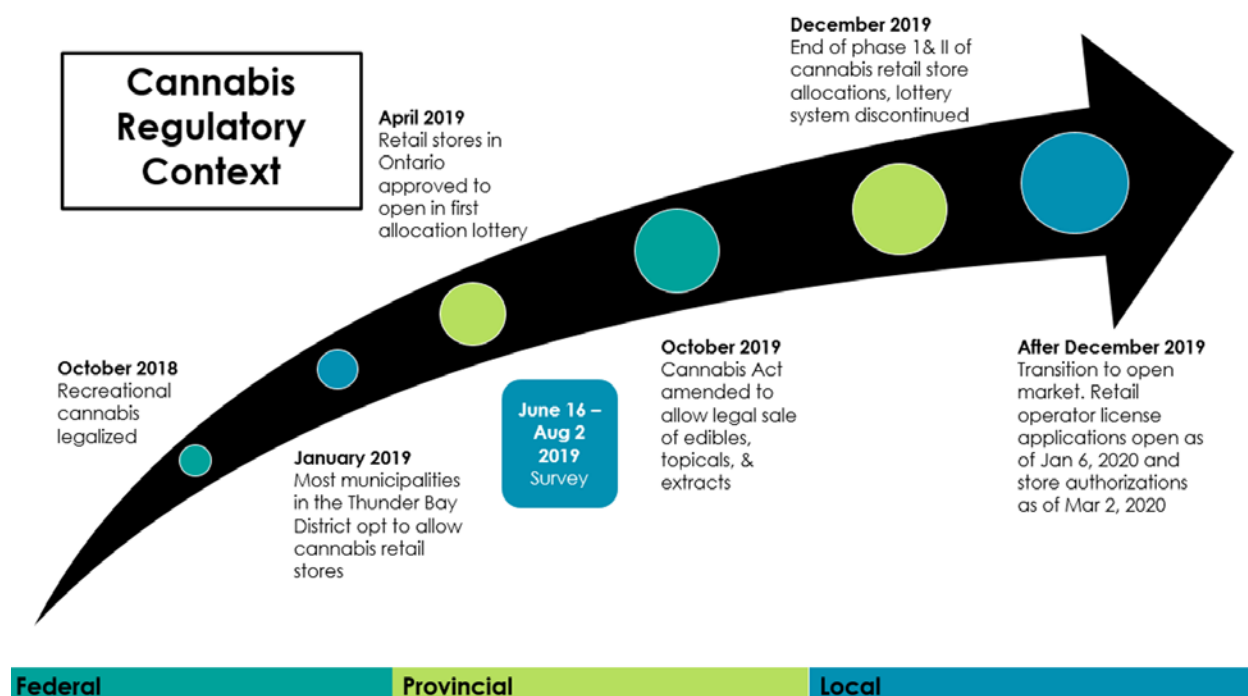 Cannabis
Regulatory
Context
October 2018
Recreational
cannabis
legalized
January 2019
Most municipalities
in the Thunder Bay
District opt to allow
cannabis retail
stores
April 2019
Retail stores in
Ontario
approved to
open in first
allocation lottery
June 16 –
Aug 2
2019
Survey
October 2019
Cannabis Act
amended to
allow legal sale
of edibles,
topicals, &
extracts
December 2019
End of phase 1& II of
cannabis retail store
allocations, lottery
system discontinued
After December 2019
Transition to open
market. Retail
operator license
applications open as
of Jan 6, 2020 and
store authorizations
as of Mar 2, 2020
Federal
Provincial
Local